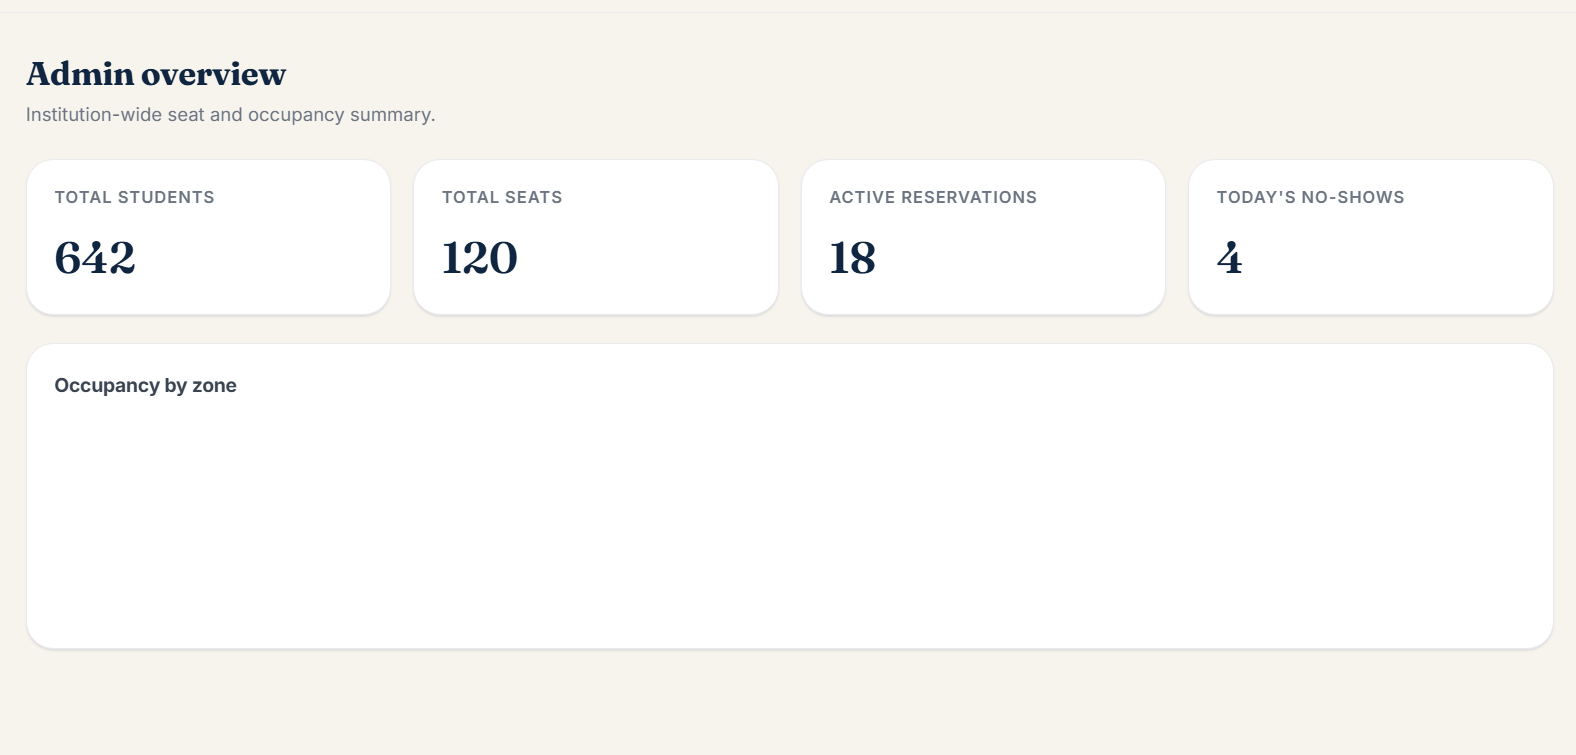 Admin overview
Institution-wide seat and occupancy summary.
TOTAL STUDENTS
642
TOTAL SEATS
120
ACTIVE RESERVATIONS
18
TODAY'S NO-SHOWS
4
Occupancy by zone